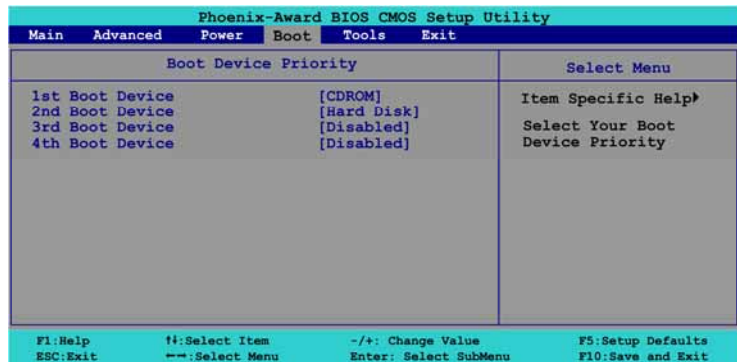 Phoenix-Award BIOS CMOS Setup Utility
Main Advanced Power Boot Tools Exit
Boot Device Priority
1st Boot Device [CDROM]
2nd Boot Device [Hard Disk]
3rd Boot Device [Disabled]
4th Boot Device [Disabled]
Select Menu
Item Specific Help▸
Select Your Boot
Device Priority
F1:Help ↑↓:Select Item -/+: Change Value F5:Setup Defaults
ESC:Exit ←→:Select Menu Enter: Select SubMenu F10:Save and Exit